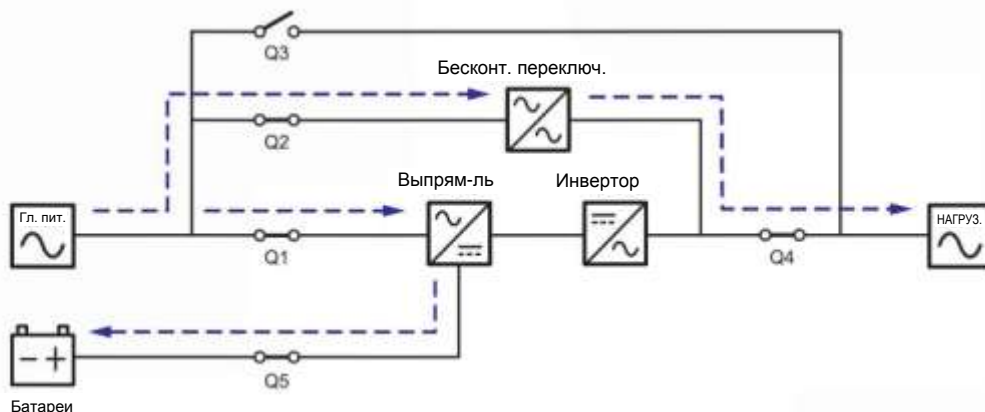 Q3
Бесконт. переключ.
Q2
Выпрям-ль
Инвертор
Гл. пит.
НАГРУЗ.
Q1
Q4
Q5
Батареи